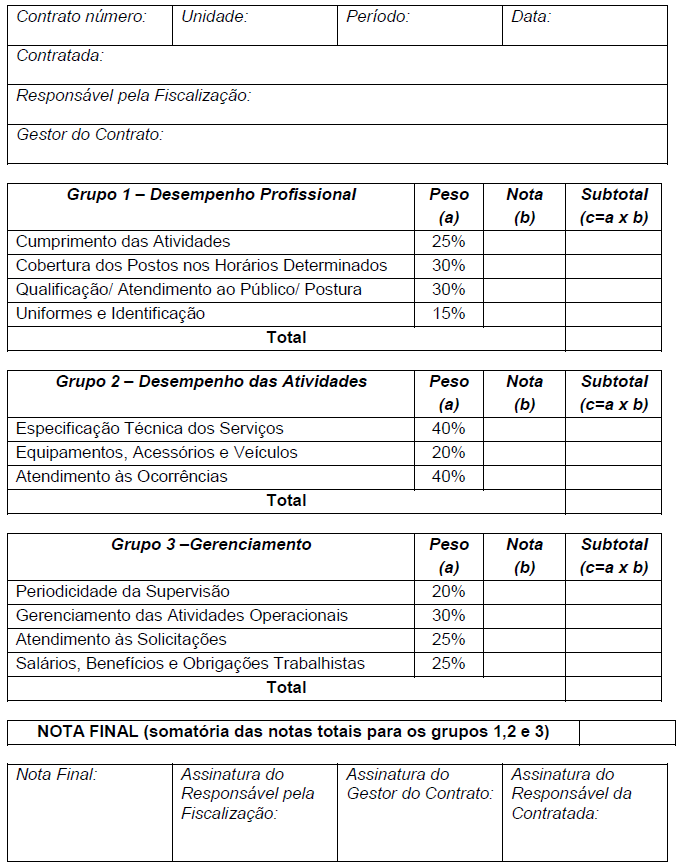 Contrato número: Unidade: Período: Data:
Contratada:
Responsável pela Fiscalização:
Gestor do Contrato:
Grupo 1 – Desempenho Profissional Peso Nota Subtotal
(a) (b) (c=a x b)
Cumprimento das Atividades 25%
Cobertura dos Postos nos Horários Determinados 30%
Qualificação/ Atendimento ao Público/ Postura 30%
Uniformes e Identificação 15%
Total
Grupo 2 – Desempenho das Atividades Peso Nota Subtotal
(a) (b) (c=a x b)
Especificação Técnica dos Serviços 40%
Equipamentos, Acessórios e Veículos 20%
Atendimento às Ocorrências 40%
Total
Grupo 3 –Gerenciamento Peso Nota Subtotal
(a) (b) (c=a x b)
Periodicidade da Supervisão 20%
Gerenciamento das Atividades Operacionais 30%
Atendimento às Solicitações 25%
Salários, Benefícios e Obrigações Trabalhistas 25%
Total
NOTA FINAL (somatória das notas totais para os grupos 1,2 e 3)
Nota Final: Assinatura do Assinatura do Assinatura do
Responsável pela Gestor do Contrato: Responsável da
Fiscalização: Contratada: